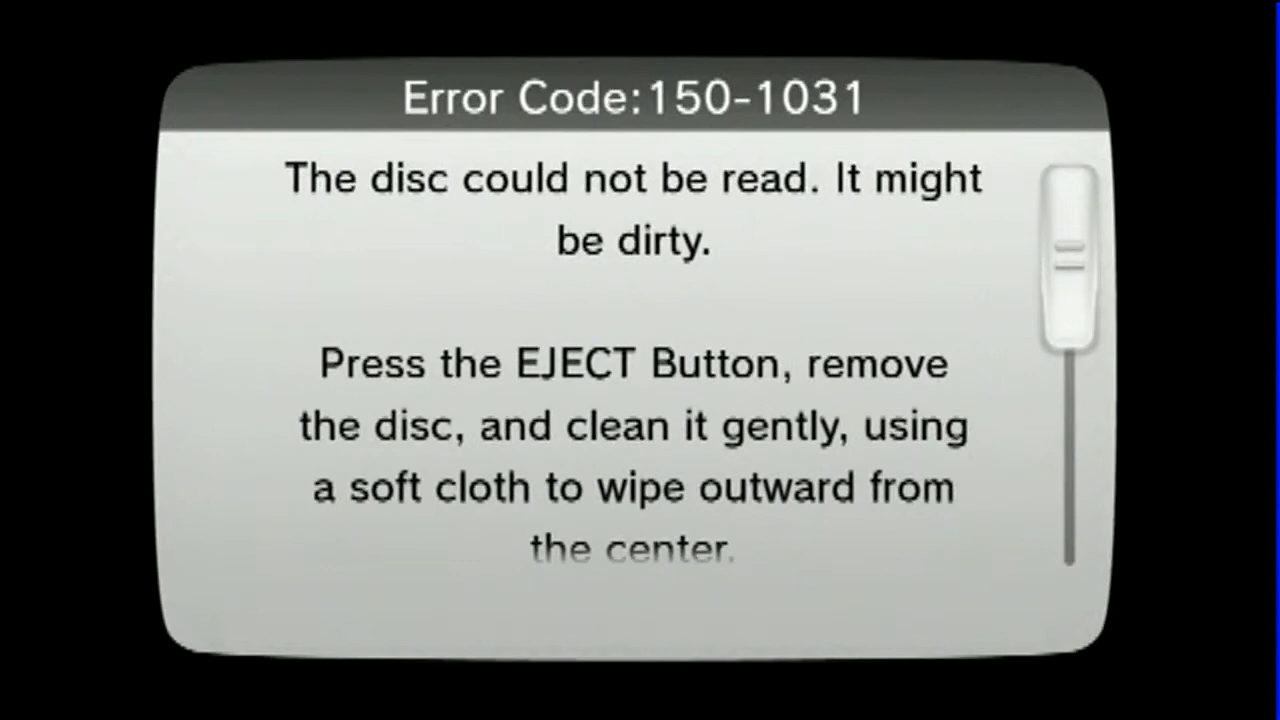 Error Code:150-1031
The disc could not be read. It might
be dirty.
Press the EJECT Button, remove
the disc, and clean it gently, using
a soft cloth to wipe outward from
the center.